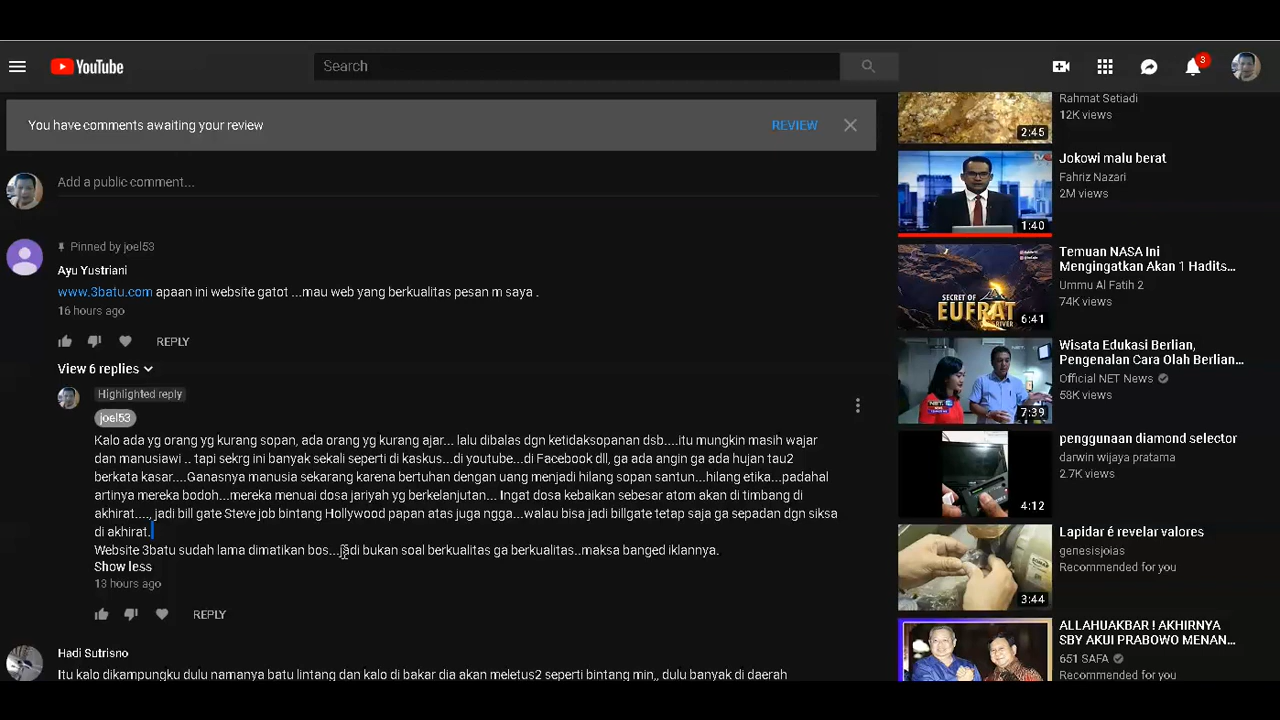 YouTube
Search
3
You have comments awaiting your review
REVIEW
Add a public comment...
Pinned by joel53
Ayu Yustriani
www.3batu.com apaan ini website gatot ...mau web yang berkualitas pesan m saya .
16 hours ago
REPLY
View 6 replies
Highlighted reply
joel53
Kalo ada yg orang yg kurang sopan, ada orang yg kurang ajar... lalu dibalas dgn ketidaksopanan dsb....itu mungkin masih wajar
dan manusiawi .. tapi sekrg ini banyak sekali seperti di kaskus...di youtube...di Facebook dll, ga ada angin ga ada hujan tau2
berkata kasar....Ganasnya manusia sekarang karena bertuhan dengan uang menjadi hilang sopan santun...hilang etika...padahal
artinya mereka bodoh...mereka menuai dosa jariyah yg berkelanjutan... Ingat dosa kebaikan sebesar atom akan di timbang di
akhirat...., jadi bill gate Steve job bintang Hollywood papan atas juga ngga...walau bisa jadi billgate tetap saja ga sepadan dgn siksa
di akhirat.
Website 3batu sudah lama dimatikan bos...jadi bukan soal berkualitas ga berkualitas..maksa banged iklannya.
Show less
13 hours ago
REPLY
Hadi Sutrisno
Itu kalo dikampungku dulu namanya batu lintang dan kalo di bakar dia akan meletus2 seperti bintang min,, dulu banyak di daerah
Rahmat Setiadi
12K views
2:45
Jokowi malu berat
Fahriz Nazari
2M views
1:40
Temuan NASA Ini
Mengingatkan Akan 1 Hadits...
Ummu Al Fatih 2
74K views
SECRET OF
EUFRAT
RIVER
6:41
Wisata Edukasi Berlian,
Pengenalan Cara Olah Berlian...
Official NET News
58K views
7:39
penggunaan diamond selector
darwin wijaya pratama
2.7K views
4:12
Lapidar é revelar valores
genesisjoias
Recommended for you
3:44
ALLAHUAKBAR ! AKHIRNYA
SBY AKUI PRABOWO MENAN...
651 SAFA
Recommended for you